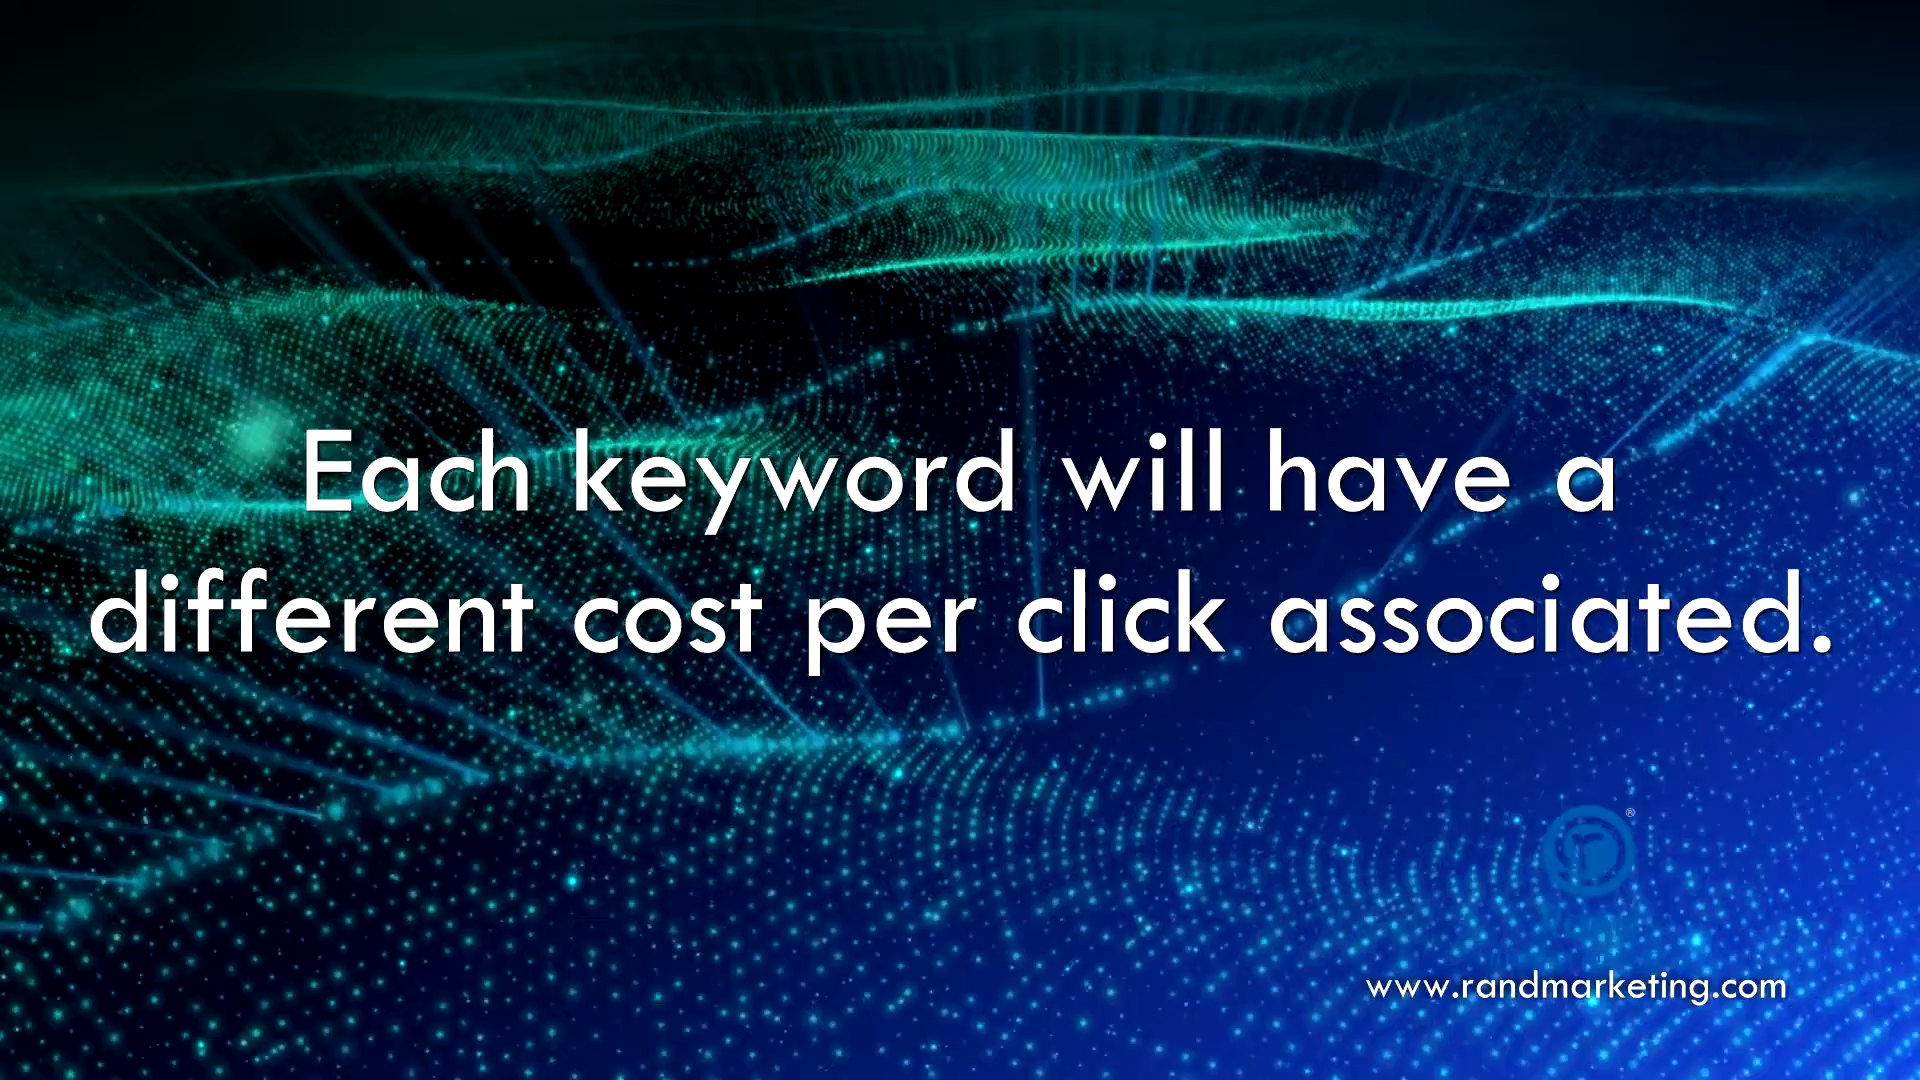 Each keyword will have a
different cost per click associated.
®
www.randmarketing.com